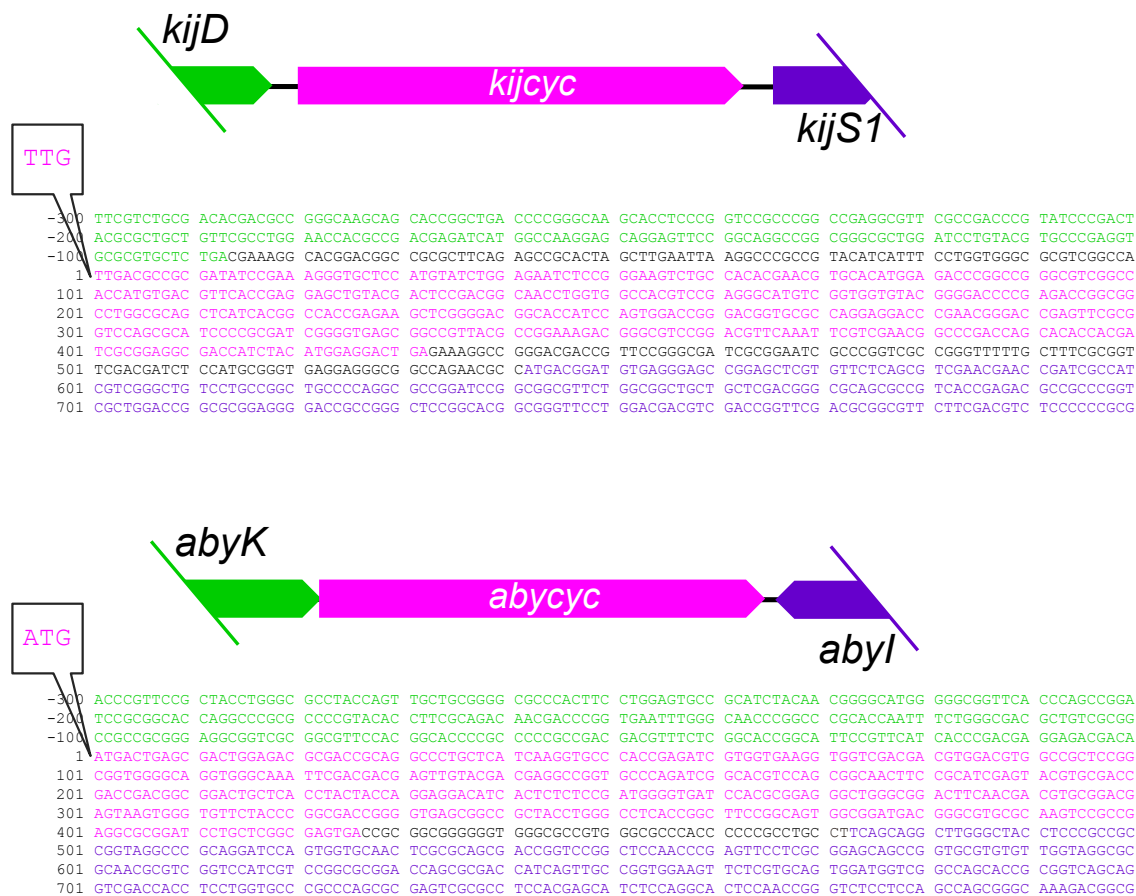 kijD
kijcyc
kijS1
TTG
-300 TTCGTCTGCG ACACGACGCC GGGCAAGCAG CACCGGCTGA CCCCGGGCAA GCACCTCCCG GTCCGCCCGG CCGAGGCGTT CGCCGACCCG TATCCCGACT
-200 ACGCGCTGCT GTTCGCCTGG AACCACGCCG ACGAGATCAT GGCCAAGGAG CAGGAGTTCC GGCAGGCCGG CGGGCGCTGG ATCCTGTACG TGCCCGAGGT
-100 GCGCGTGCTC TGACGAAAGG CACGGACGGC CGCGCTTCAG AGCCGCACTA GCTTGAATTA AGGCCCGCCG TACATCATTT CCTGGTGGGC GCGTCGGCCA
1 TTGACGCCGC GATATCCGAA AGGGTGCTCC ATGTATCTGG AGAATCTCCG GGAAGTCTGC CACACGAACG TGCACATGGA GACCCGGCCG GGCGTCGGCC
101 ACCATGTGAC GTTCACCGAG GAGCTGTACG ACTCCGACGG CAACCTGGTG GCCACGTCCG AGGGCATGTC GGTGGTGTAC GGGGACCCCG AGACCGGCGG
201 CCTGGCGCAG CTCATCACGG CCACCGAGAA GCTCGGGGAC GGCACCATCC AGTGGACCGG GACGGTGCGC CAGGAGGACC CGAACGGGAC CGAGTTCGCG
301 GTCCAGCGCA TCCCCGCGAT CGGGGTGAGC GGCCGTTACG CCGGAAAGAC GGGCGTCCGG ACGTTCAAAT TCGTCGAACG GCCCGACCAG CACACCACGA
401 TCGCGGAGGC GACCATCTAC ATGGAGGACT GAGAAAGGCC GGGACGACCG TTCCGGGCGA TCGCGGAATC GCCCGGTCGC CGGGTTTTTG CTTTCGCGGT
501 TCGACGATCT CCATGCGGGT GAGGAGGGCG GCCAGAACGC CATGACGGAT GTGAGGGAGC CGGAGCTCGT GTTCTCAGCG TCGAACGAAC CGATCGCCAT
601 CGTCGGGCTG TCCTGCCGGC TGCCCCAGGC GCCGGATCCG GCGGCGTTCT GGCGGCTGCT GCTCGACGGG CGCAGCGCCG TCACCGAGAC GCCGCCCGGT
701 CGCTGGACCG GCGCGGAGGG GACCGCCGGG CTCCGGCACG GCGGGTTCCT GGACGACGTC GACCGGTTCG ACGCGGCGTT CTTCGACGTC TCCCCCCGCG
abyK
abycyc
abyI
ATG
-300 ACCCGTTCCG CTACCTGGGC GCCTACCAGT TGCTGCGGGG CGCCCACTTC CTGGAGTGCC GCATCTACAA CGGGGCATGG GGGCGGTTCA CCCAGCCGGA
-200 TCCGCGGCAC CAGGCCCGCG CCCCGTACAC CTTCGCAGAC AACGACCCGG TGAATTTGGG CAACCCGGCC CGCACCAATT TCTGGGCGAC GCTGTCGCGG
-100 CCGCCGCGGG AGGCGGTCGC GGCGTTCCAC GGCACCCCGC CCCCGCCGAC GACGTTTCTC GGCACCGGCA TTCCGTTCAT CACCCGACGA GGAGACGACA
1 ATGACTGAGC GACTGGAGAC GCGACCGCAG GCCCTGCTCA TCAAGGTGCC CACCGAGATC GTGGTGAAGG TGGTCGACGA CGTGGACGTG GCCGCTCCGG
101 CGGTGGGGCA GGTGGGCAAA TTCGACGACG AGTTGTACGA CGAGGCCGGT GCCCAGATCG GCACGTCCAG CGGCAACTTC CGCATCGAGT ACGTGCGACC
201 GACCGACGGC GGACTGCTCA CCTACTACCA GGAGGACATC ACTCTCTCCG ATGGGGTGAT CCACGCGGAG GGCTGGGCGG ACTTCAACGA CGTGCGGACG
301 AGTAAGTGGG TGTTCTACCC GGCGACCGGG GTGAGCGGCC GCTACCTGGG CCTCACCGGC TTCCGGCAGT GGCGGATGAC GGGCGTGCGC AAGTCCGCCG
401 AGGCGCGGAT CCTGCTCGGC GAGTGACCGC GGCGGGGGGT GGGCGCCGTG GGCGCCCACC CCCCGCCTGC CTTCAGCAGG CTTGGGCTAC CTCCCGCCGC
501 CGGTAGGCCC GCAGGATCCA GTGGTGCAAC TCGCGCAGCG ACCGGTCCGG CTCCAACCCG AGTTCCTCGC GGAGCAGCCG GTGCGTGTGT TGGTAGGCGC
601 GCAACGCGTC GGTCCATCGT CGGCGCGGGA CCAGCGCGAC CATCAGTTGC CGGTGGAAGT TCTCGTGCAG TGGATGGTCG GCCAGCACCG CGGTCAGCAG
701 GTCGACCACC TCCTGGTGCC CGCCCAGCGC GAGTCGCGCC TCCACGAGCA TCTCCAGGCA CTCCAACCGG GTCTCCTCCA GCCAGCGGGC AAAGACGGCG